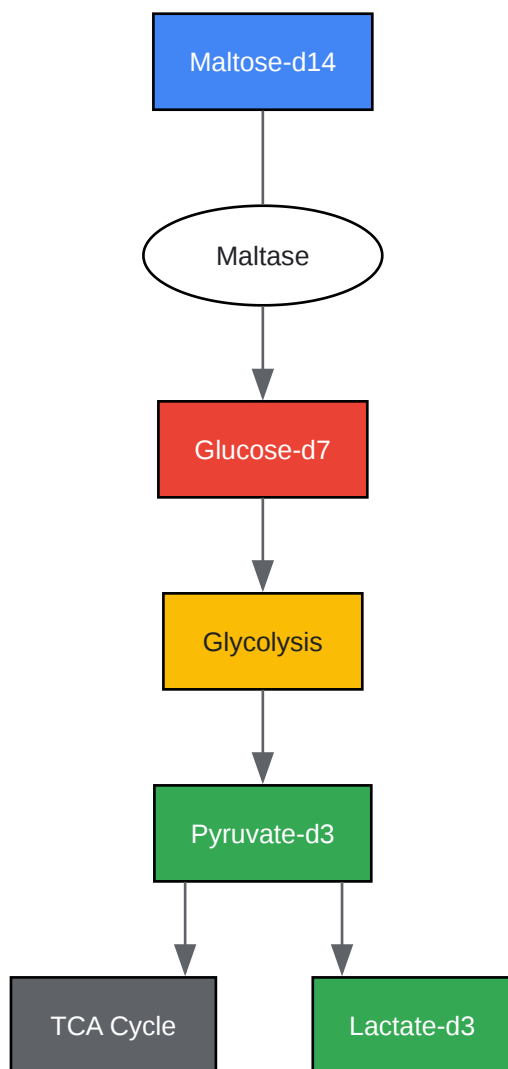 Maltose-d14
Maltase
Glucose-d7
Glycolysis
Pyruvate-d3
TCA Cycle
Lactate-d3